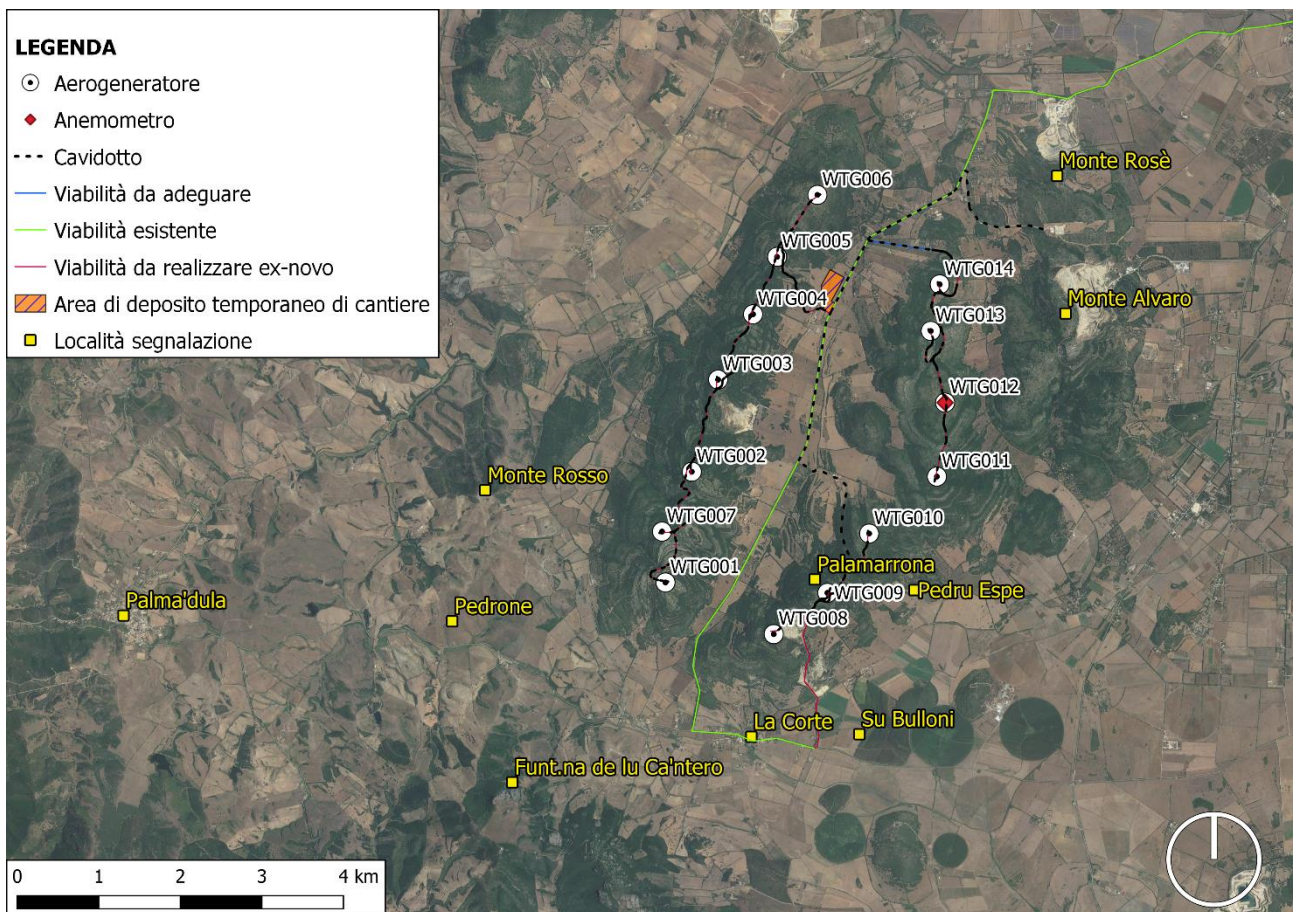 LEGENDA
Aerogeneratore
Anemometro
Cavidotto
Viabilità da adeguare
Viabilità esistente
Viabilità da realizzare ex-novo
Area di deposito temporaneo di cantiere
Località segnalazione
Monte Rosè
WTG006
WTG005
WTG014
WTG004
Monte Alvaro
WTG013
WTG003
WTG012
WTG002
WTG011
Monte Rosso
WTG007
WTG010
WTG001
Palamarrona
WTG009
Pedru Espe
Palma'dula
Pedrone
WTG008
La Corte
Su Bulloni
Funt.na de lu Ca'ntero
0 1 2 3 4 km